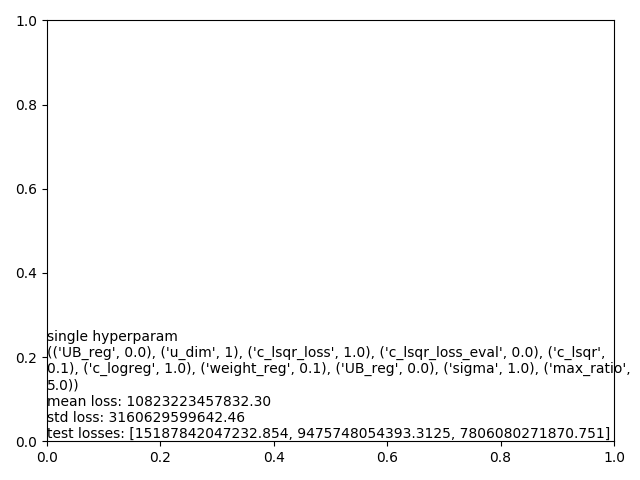 1.0
0.8
0.6
0.4
0.2
0.0
single hyperparam
(('UB_reg', 0.0), ('u_dim', 1), ('c_lsqr_loss', 1.0), ('c_lsqr_loss_eval', 0.0), ('c_lsqr',
0.1), ('c_logreg', 1.0), ('weight_reg', 0.1), ('UB_reg', 0.0), ('sigma', 1.0), ('max_ratio',
5.0))
mean loss: 10823223457832.30
std loss: 3160629599642.46
test losses: [15187842047232.854, 9475748054393.3125, 7806080271870.751]
0.0 0.2 0.4 0.6 0.8 1.0